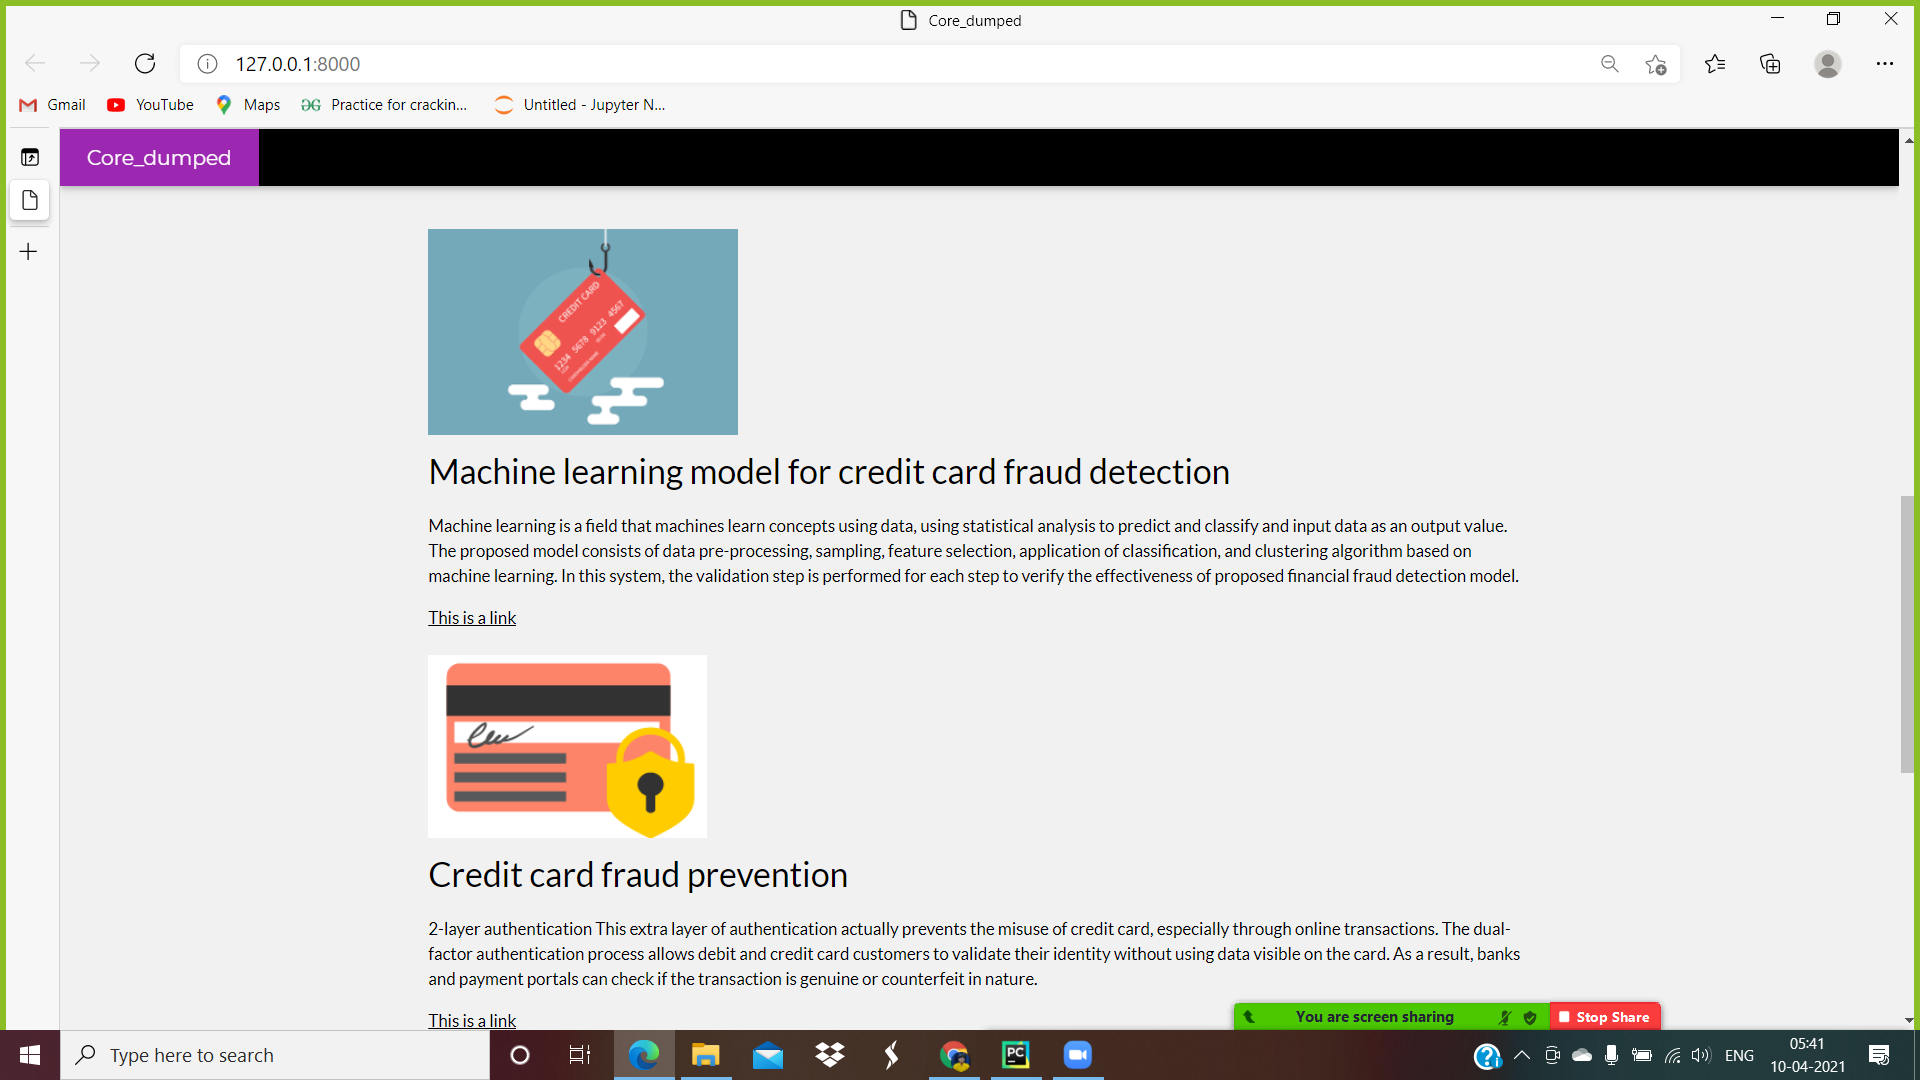 Core_dumped
127.0.0.1:8000
Gmail
YouTube
Maps
Practice for crackin...
Untitled - Jupyter N...
Core_dumped
CREDIT CARD
1234 5678 9123 4567
Machine learning model for credit card fraud detection
Machine learning is a field that machines learn concepts using data, using statistical analysis to predict and classify and input data as an output value.
The proposed model consists of data pre-processing, sampling, feature selection, application of classification, and clustering algorithm based on
machine learning. In this system, the validation step is performed for each step to verify the effectiveness of proposed financial fraud detection model.
This is a link
Credit card fraud prevention
2-layer authentication This extra layer of authentication actually prevents the misuse of credit card, especially through online transactions. The dual-
factor authentication process allows debit and credit card customers to validate their identity without using data visible on the card. As a result, banks
and payment portals can check if the transaction is genuine or counterfeit in nature.
This is a link
You are screen sharing
Stop Share
Type here to search
PC
ENG
05:41
10-04-2021